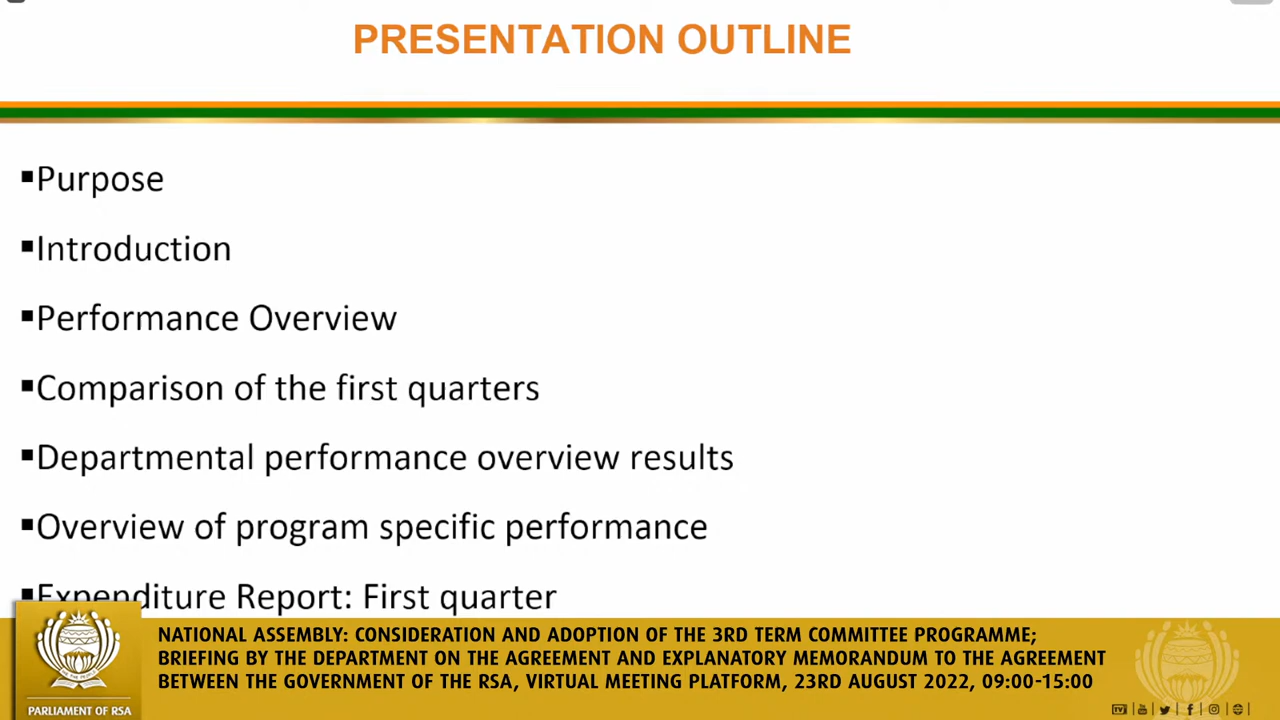 PRESENTATION OUTLINE
▪Purpose
▪Introduction
▪Performance Overview
▪Comparison of the first quarters
▪Departmental performance overview results
▪Overview of program specific performance
▪Expenditure Report: First quarter
NATIONAL ASSEMBLY: CONSIDERATION AND ADOPTION OF THE 3RD TERM COMMITTEE PROGRAMME;
BRIEFING BY THE DEPARTMENT ON THE AGREEMENT AND EXPLANATORY MEMORANDUM TO THE AGREEMENT
BETWEEN THE GOVERNMENT OF THE RSA, VIRTUAL MEETING PLATFORM, 23RD AUGUST 2022, 09:00-15:00
PARLIAMENT OF RSA